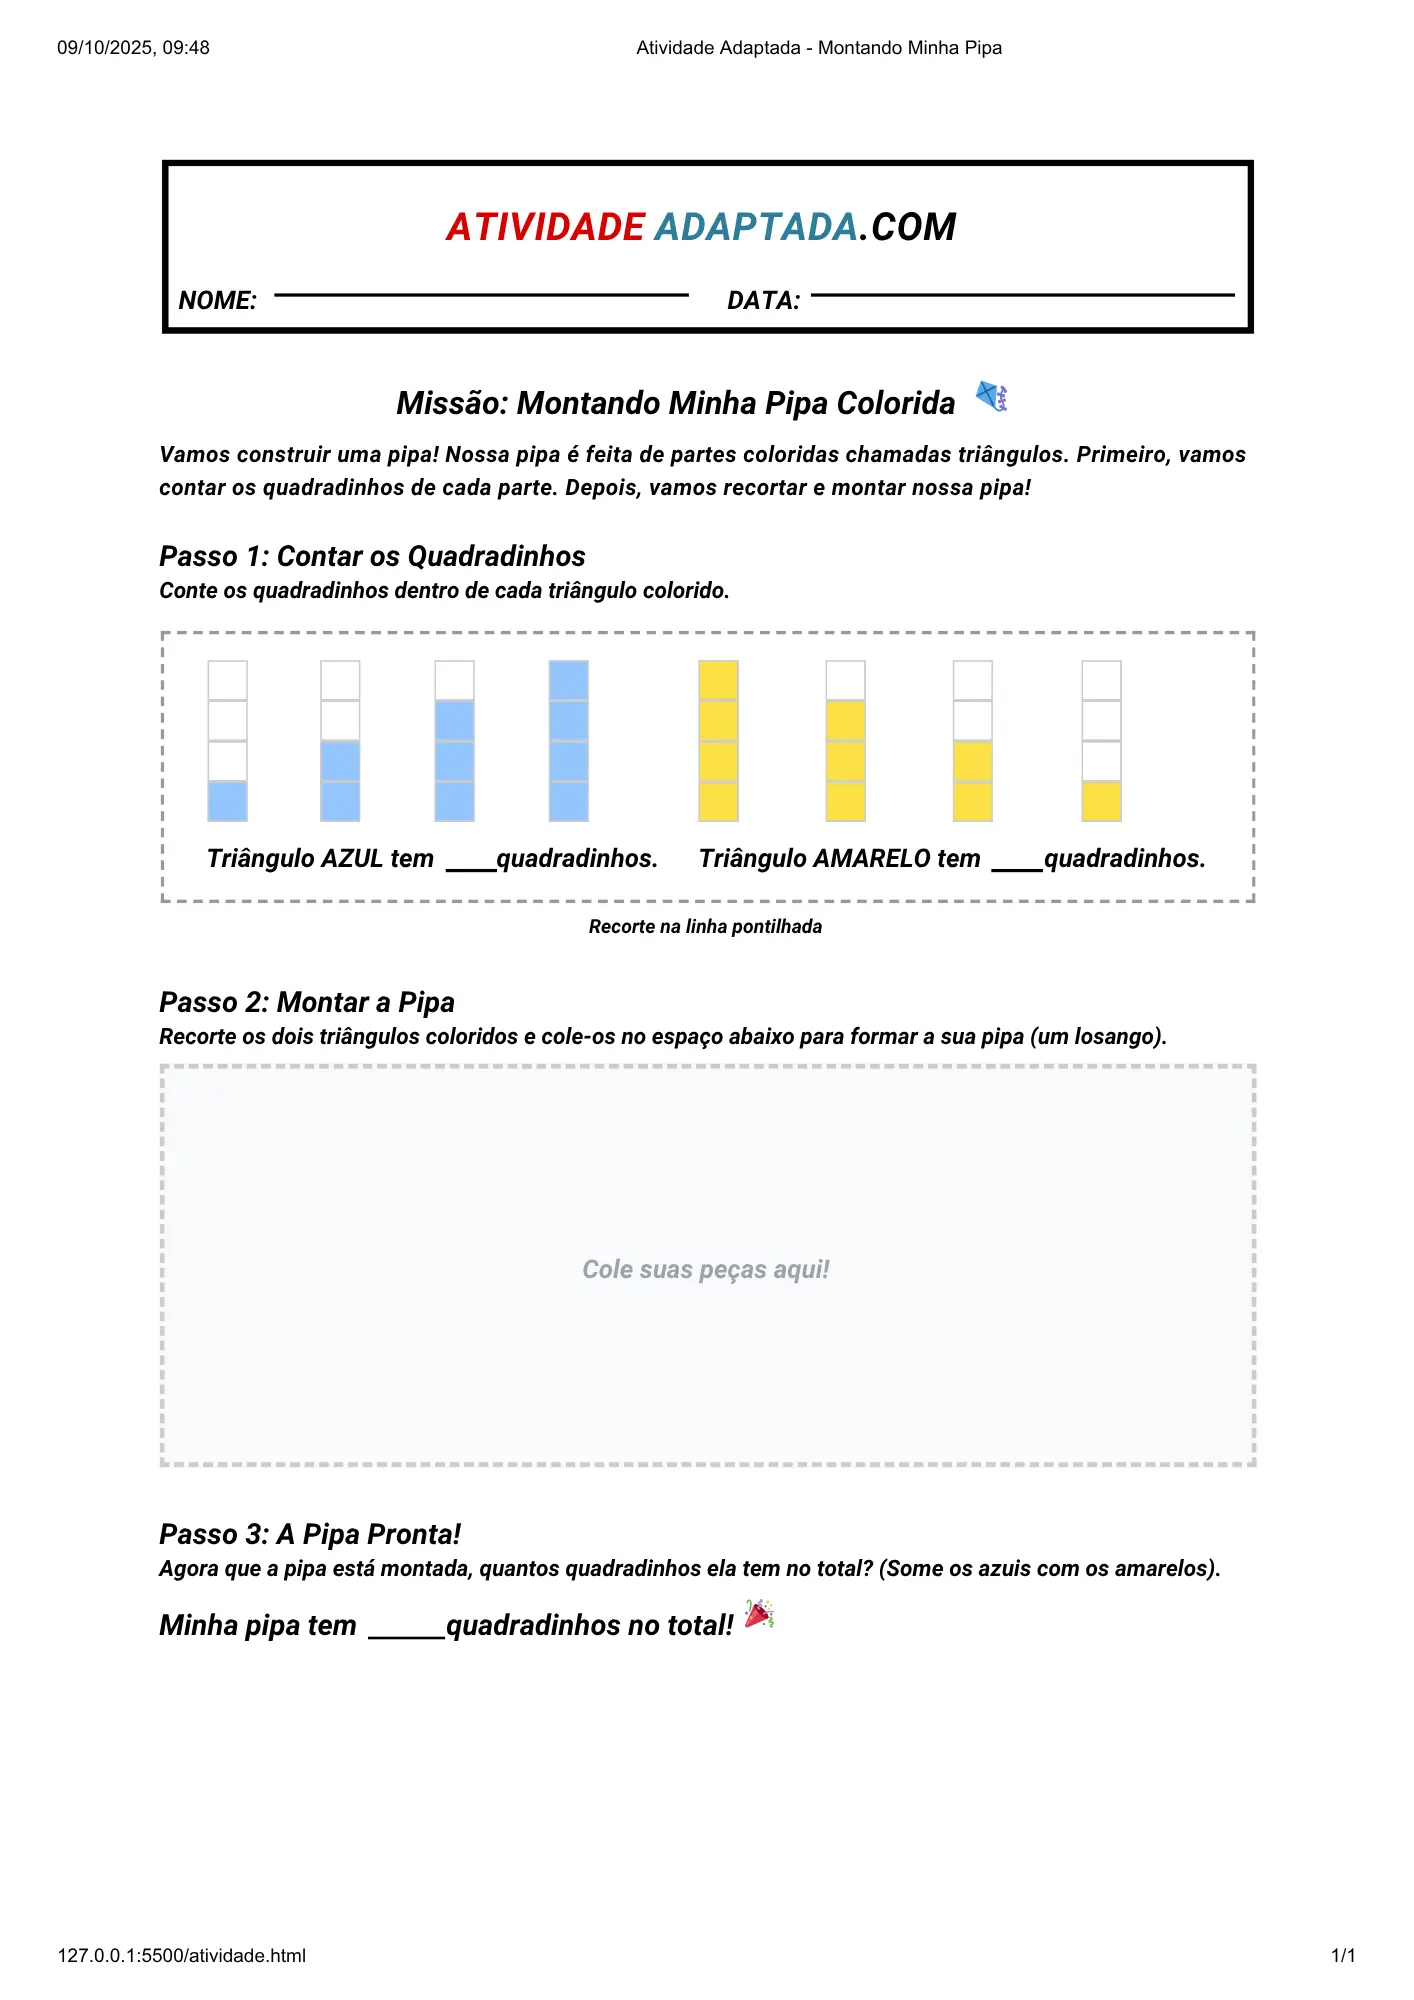 09/10/2025, 09:48
Atividade Adaptada - Montando Minha Pipa
ATIVIDADE ADAPTADA.COM
NOME: DATA:
Missão: Montando Minha Pipa Colorida
Vamos construir uma pipa! Nossa pipa é feita de partes coloridas chamadas triângulos. Primeiro, vamos
contar os quadradinhos de cada parte. Depois, vamos recortar e montar nossa pipa!
Passo 1: Contar os Quadradinhos
Conte os quadradinhos dentro de cada triângulo colorido.
Triângulo AZUL tem ____quadradinhos.
Triângulo AMARELO tem ____quadradinhos.
Recorte na linha pontilhada
Passo 2: Montar a Pipa
Recorte os dois triângulos coloridos e cole-os no espaço abaixo para formar a sua pipa (um losango).
Cole suas peças aqui!
Passo 3: A Pipa Pronta!
Agora que a pipa está montada, quantos quadradinhos ela tem no total? (Some os azuis com os amarelos).
Minha pipa tem ______quadradinhos no total!
127.0.0.1:5500/atividade.html
1/1